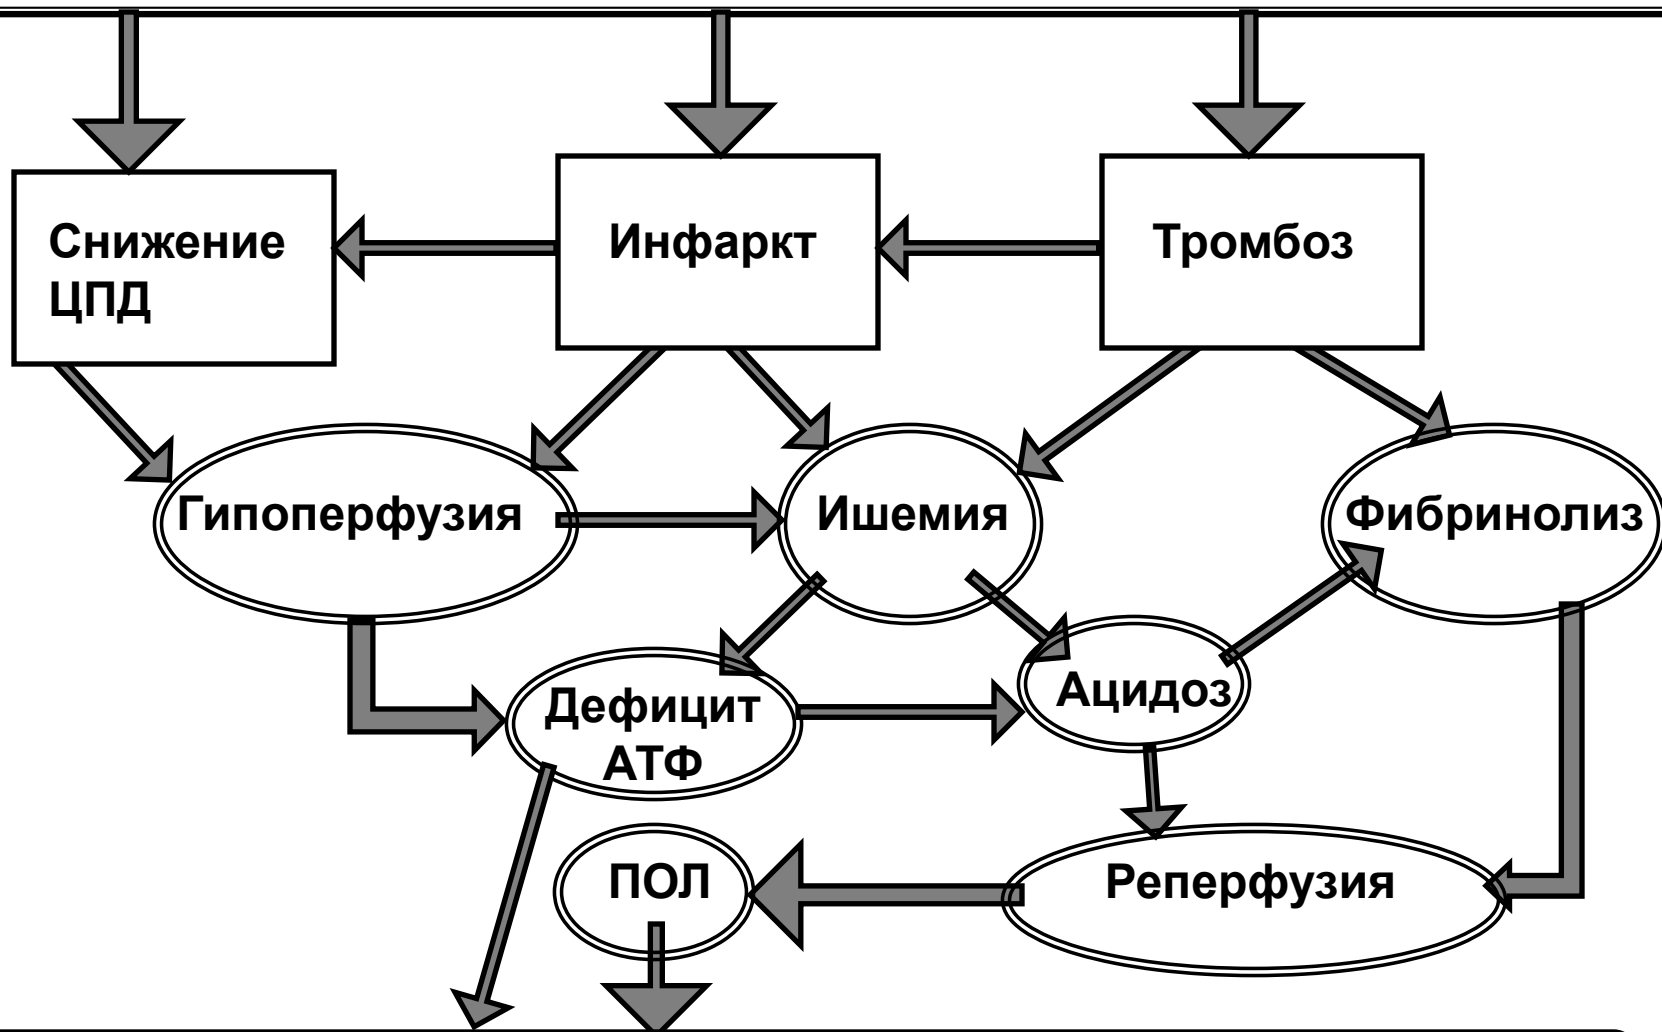 Снижение
ЦПД
Инфаркт
Тромбоз
Гипоперфузия
Ишемия
Фибринолиз
Дефицит
АТФ
Ацидоз
ПОЛ
Реперфузия